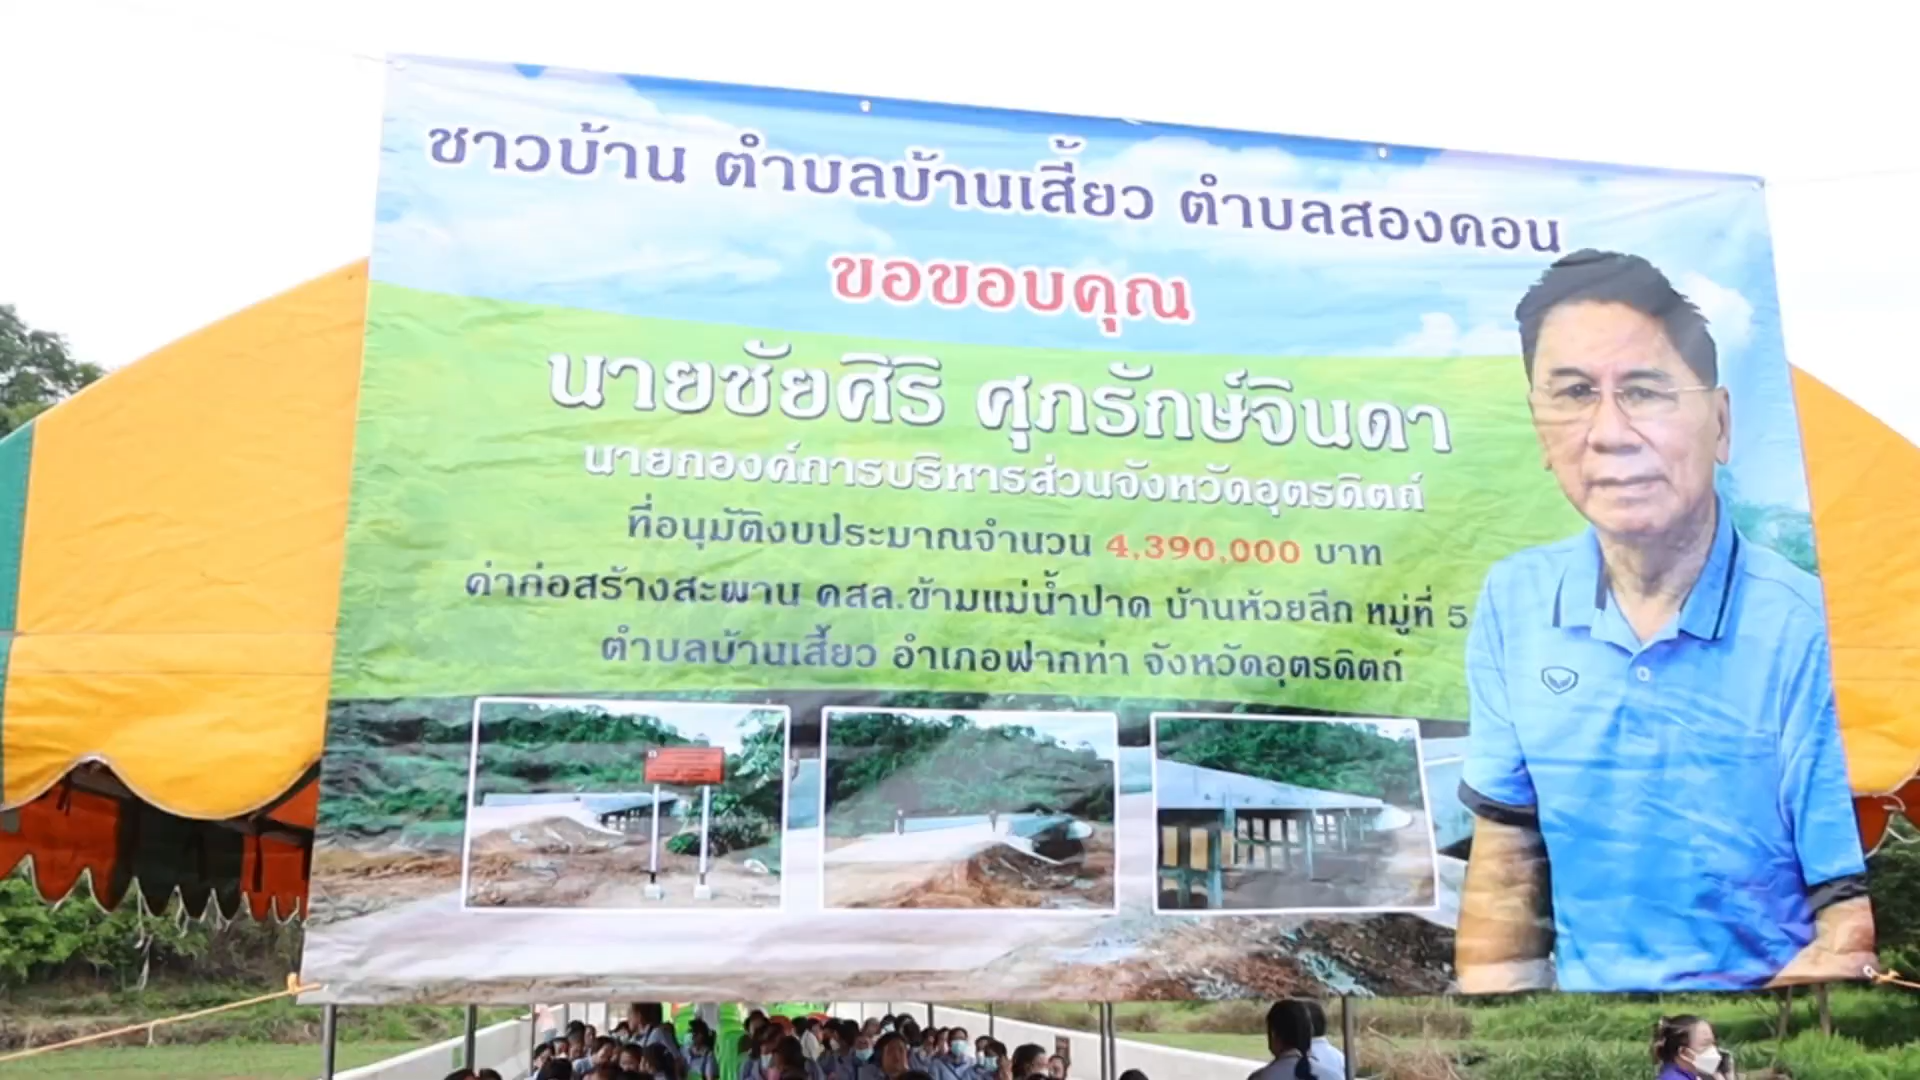 ชาวบ้าน ตำบลบ้านเสี้ยว ตำบลสองคอน
ขอขอบคุณ
นายชัยศิริ ศุภรักษ์จินดา
นายกองค์การบริหารส่วนจังหวัดอุตรดิตถ์
ที่อนุมัติงบประมาณจำนวน 4,390,000 บาท
ค่าก่อสร้างสะพาน คสล.ข้ามแม่น้ำปาด บ้านห้วยลึก หมู่ที่ 5
ตำบลบ้านเสี้ยว อำเภอฟากท่า จังหวัดอุตรดิตถ์